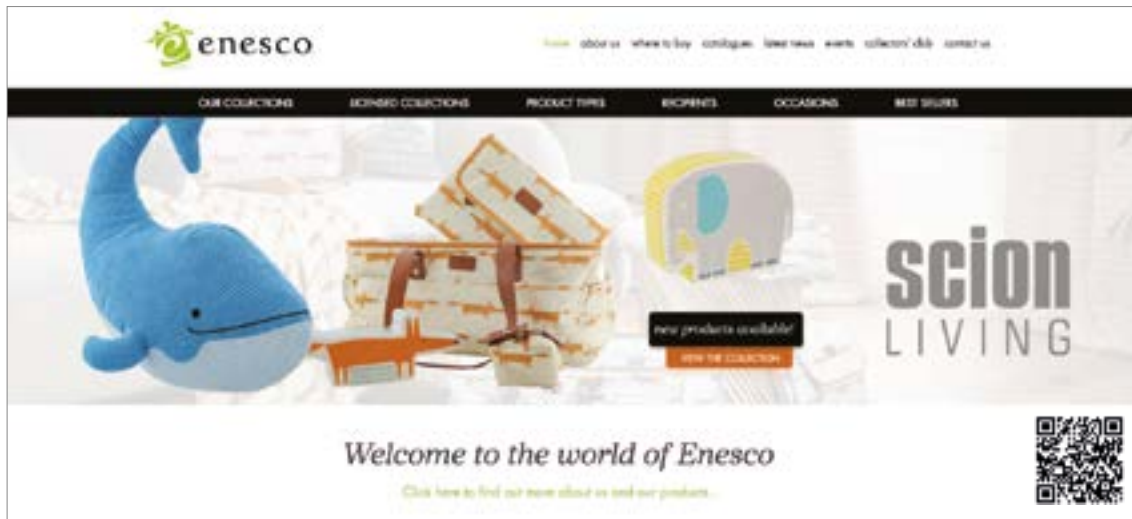 enesco
home about us where to buy catalogues latest news events collectors' club contact us
OUR COLLECTIONS LICENSED COLLECTIONS PRODUCT TYPES RECIPIENTS OCCASIONS BEST SELLERS
scion
LIVING
new products available!
VIEW THE COLLECTION
Welcome to the world of Enesco
Click here to find out more about us and our products...